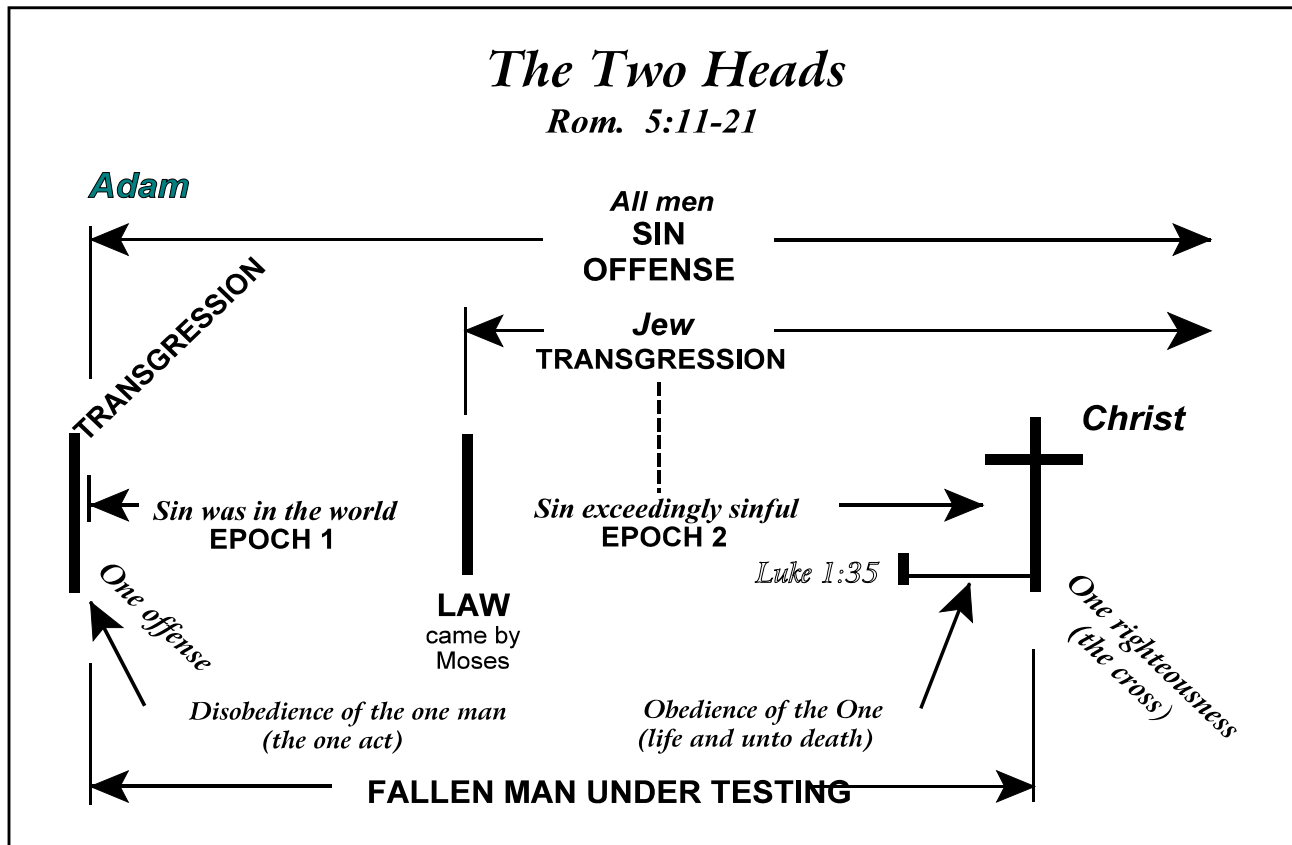 The Two Heads
Rom. 5:11-21
Adam
All men
SIN
OFFENSE
TRANSGRESSION
Jew
TRANSGRESSION
Christ
Sin was in the world
EPOCH 1
Sin exceedingly sinful
EPOCH 2
Luke 1:35
One offense
LAW
came by
Moses
One righteousness
(the cross)
Disobedience of the one man
(the one act)
Obedience of the One
(life and unto death)
FALLEN MAN UNDER TESTING